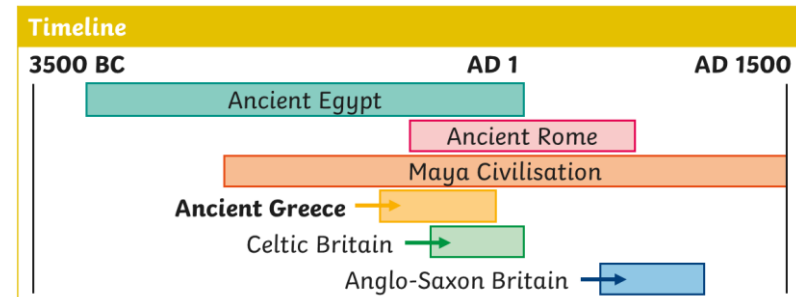 Timeline
3500 BC AD 1 AD 1500
Ancient Egypt
Ancient Rome
Maya Civilisation
Ancient Greece
Celtic Britain
Anglo-Saxon Britain